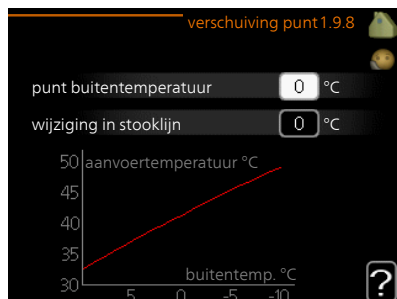 verschuiving punt 1.9.8
punt buitentemperatuur 0 °C
wijziging in stooklijn 0 °C
50 aanvoertemperatuur °C
45
40
35
30
buitentemp. °C
5 0 -5 -10
?